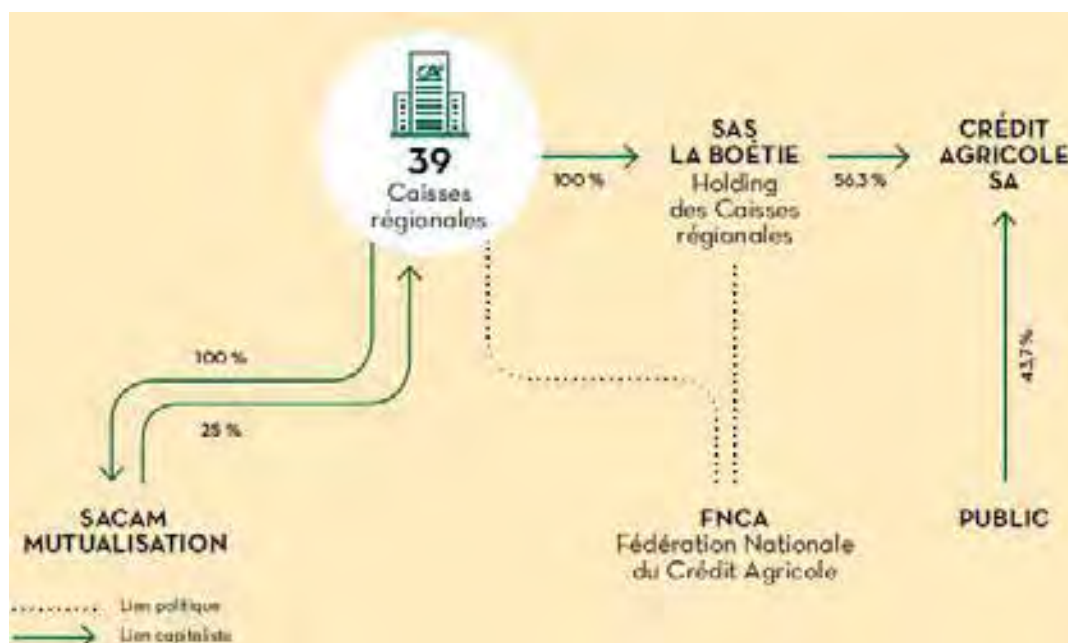 CA
39
Caisses
régionales
100 %
SAS
LA BOÉTIE
Holding
des Caisses
régionales
56,3 %
CRÉDIT
AGRICOLE
SA
100 %
25 %
43,7 %
SACAM
MUTUALISATION
FNCA
Fédération Nationale
du Crédit Agricole
PUBLIC
Lien politique
Lien capitaliste